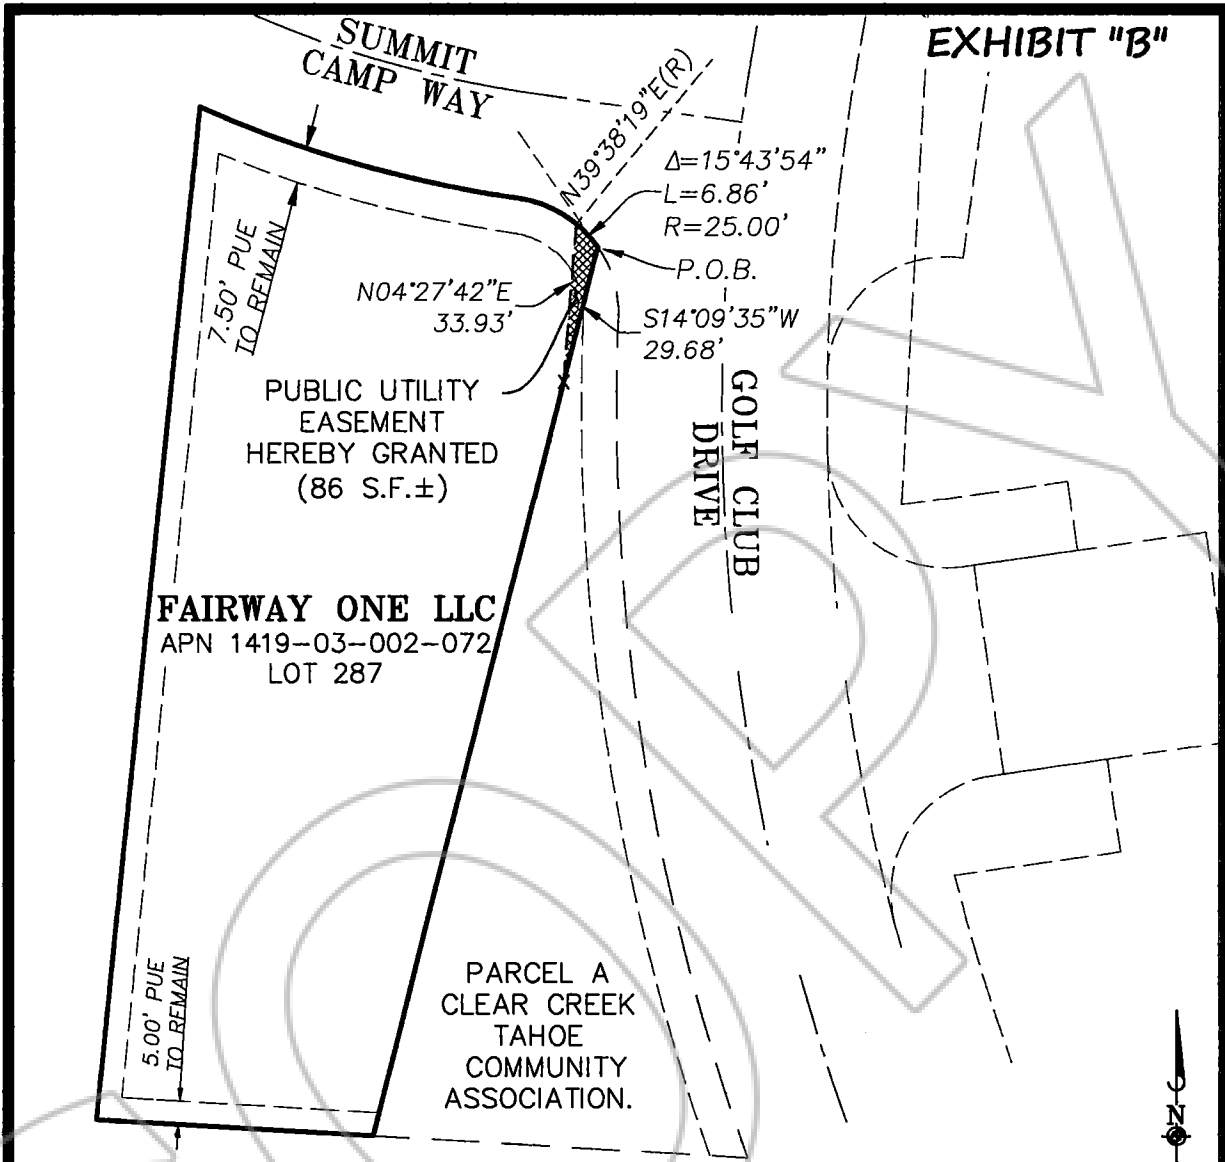 EXHIBIT "B"
SUMMIT
CAMP WAY
N39°38'19"E(R)
Δ=15°43'54"
L=6.86'
R=25.00'
P.O.B.
7.50' PUE
TO REMAIN
N04°27'42"E
33.93'
S14°09'35"W
29.68'
PUBLIC UTILITY
EASEMENT
HEREBY GRANTED
(86 S.F.±)
GOLF CLUB
DRIVE
FAIRWAY ONE LLC
APN 1419-03-002-072
LOT 287
5.00' PUE
TO REMAIN
PARCEL A
CLEAR CREEK
TAHOE
COMMUNITY
ASSOCIATION.
N
COPY